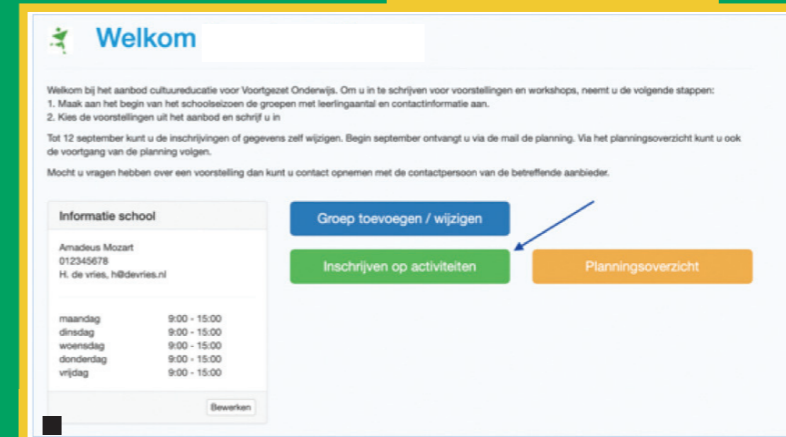 Welkom
Welkom bij het aanbod cultuureducatie voor Voortgezet Onderwijs. Om u in te schrijven voor voorstellingen en workshops, neemt u de volgende stappen:
1. Maak aan het begin van het schoolseizoen de groepen met leerlingaantal en contactinformatie aan.
2. Kies de voorstellingen uit het aanbod en schrijf u in
Tot 12 september kunt u de inschrijvingen of gegevens zelf wijzigen. Begin september ontvangt u via de mail de planning. Via het planningsoverzicht kunt u ook
de voortgang van de planning volgen.
Mocht u vragen hebben over een voorstelling dan kunt u contact opnemen met de contactpersoon van de betreffende aanbieder.
Informatie school
Amadeus Mozart
012345678
H. de vries, h@devries.nl
maandag 9:00 - 15:00
dinsdag 9:00 - 15:00
woensdag 9:00 - 15:00
donderdag 9:00 - 15:00
vrijdag 9:00 - 15:00
Bewerken
Groep toevoegen / wijzigen
Inschrijven op activiteiten
Planningsoverzicht